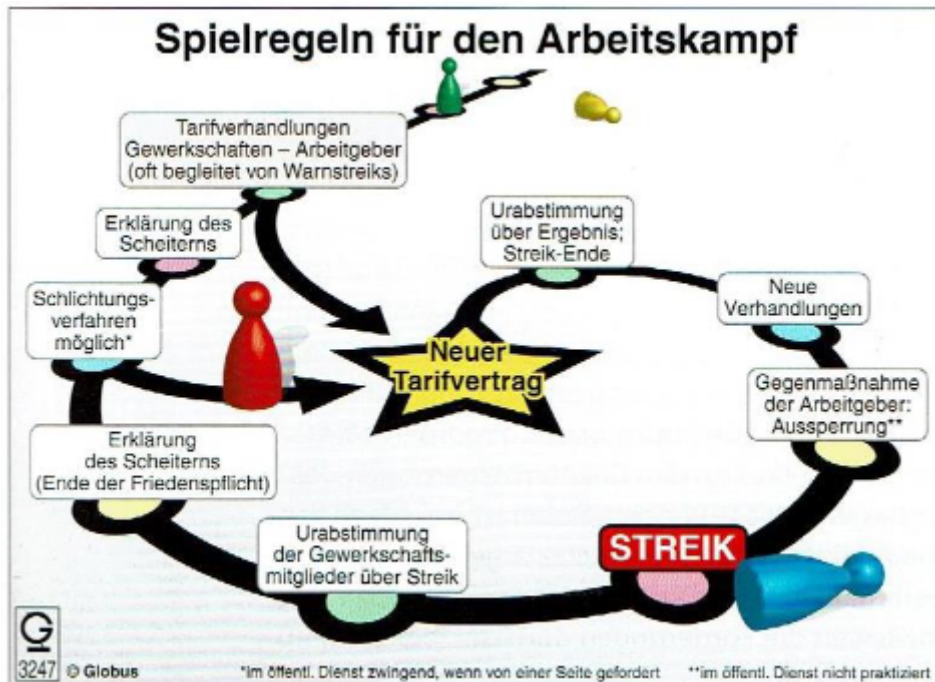 Spielregeln für den Arbeitskampf
Tarifverhandlungen
Gewerkschaften – Arbeitgeber
(oft begleitet von Warnstreiks)
Erklärung des
Scheiterns
Schlichtungs-
verfahren
möglich*
Erklärung
des Scheiterns
(Ende der Friedenspflicht)
Urabstimmung
der Gewerkschafts-
mitglieder über Streik
STREIK
Gegenmaßnahme
der Arbeitgeber:
Aussperrung**
Neue
Verhandlungen
Urabstimmung
über Ergebnis;
Streik-Ende
Neuer
Tarifvertrag
G
3247 © Globus
*im öffentl. Dienst zwingend, wenn von einer Seite gefordert **im öffentl. Dienst nicht praktiziert